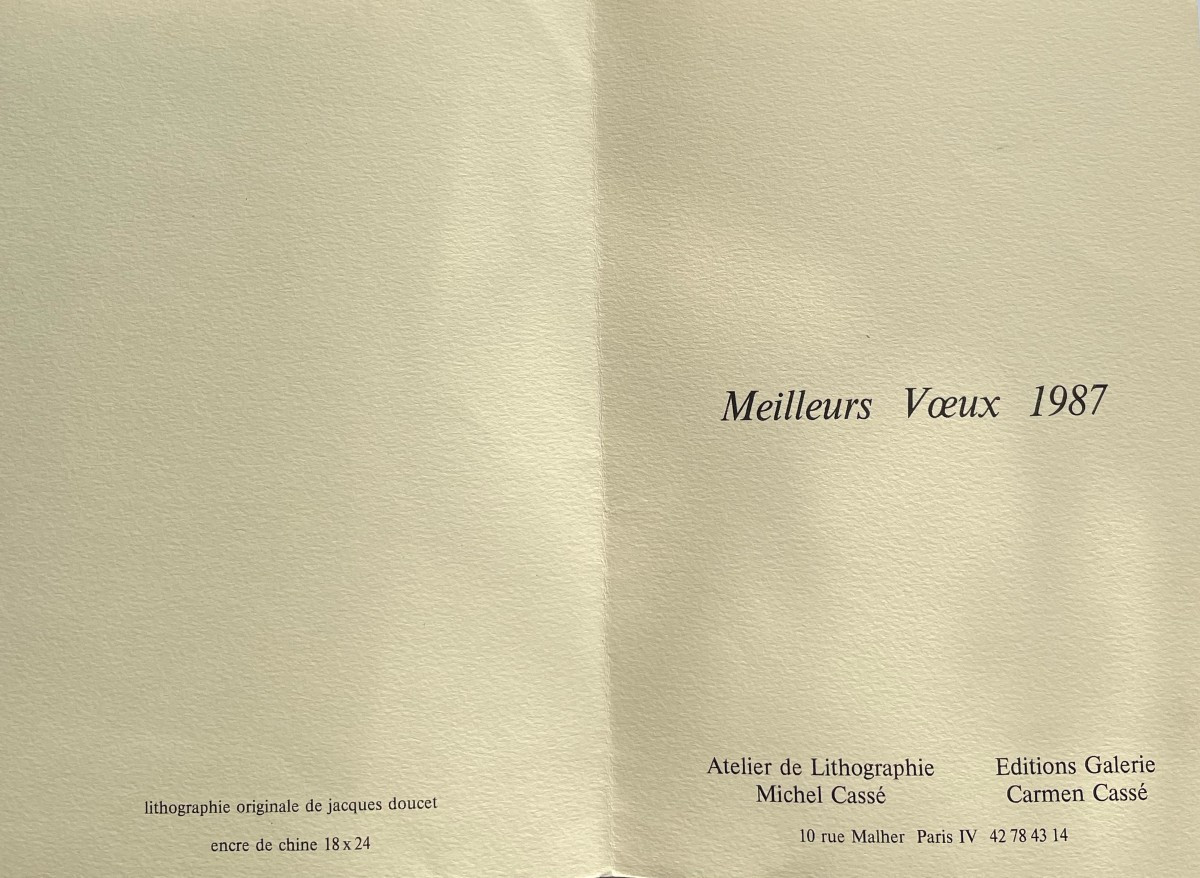 lithographie originale de jacques doucet
encre de chine 18 x 24
Meilleurs Vœux 1987
Atelier de Lithographie
Michel Cassé
Editions Galerie
Carmen Cassé
10 rue Malher Paris IV 42 78 43 14